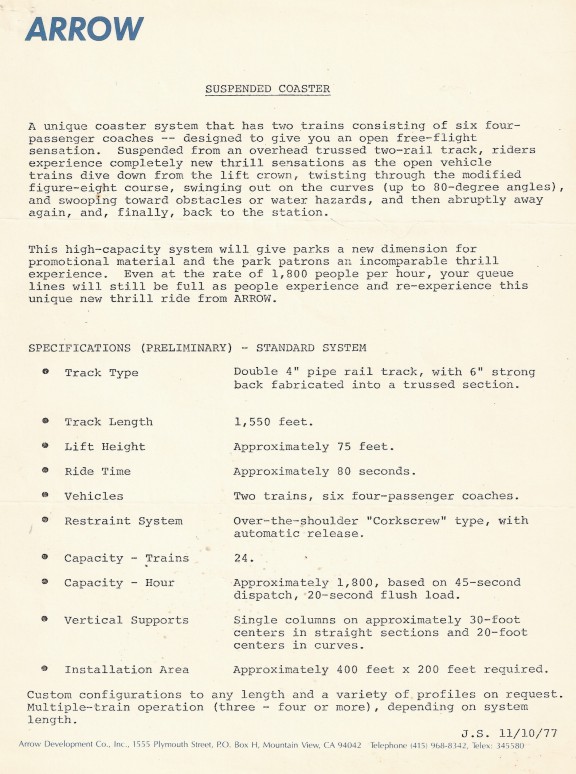 ARROW
SUSPENDED COASTER
A unique coaster system that has two trains consisting of six four-
passenger coaches -- designed to give you an open free-flight
sensation. Suspended from an overhead trussed two-rail track, riders
experience completely new thrill sensations as the open vehicle
trains dive down from the lift crown, twisting through the modified
figure-eight course, swinging out on the curves (up to 80-degree angles),
and swooping toward obstacles or water hazards, and then abruptly away
again, and, finally, back to the station.
This high-capacity system will give parks a new dimension for
promotional material and the park patrons an incomparable thrill
experience. Even at the rate of 1,800 people per hour, your queue
lines will still be full as people experience and re-experience this
unique new thrill ride from ARROW.
SPECIFICATIONS (PRELIMINARY) - STANDARD SYSTEM
• Track Type Double 4" pipe rail track, with 6" strong
back fabricated into a trussed section.
• Track Length 1,550 feet.
• Lift Height Approximately 75 feet.
• Ride Time Approximately 80 seconds.
• Vehicles Two trains, six four-passenger coaches.
• Restraint System Over-the-shoulder "Corkscrew" type, with
automatic release.
• Capacity - Trains 24.
• Capacity - Hour Approximately 1,800, based on 45-second
dispatch, 20-second flush load.
• Vertical Supports Single columns on approximately 30-foot
centers in straight sections and 20-foot
centers in curves.
• Installation Area Approximately 400 feet x 200 feet required.
Custom configurations to any length and a variety of profiles on request.
Multiple-train operation (three - four or more), depending on system
length.
J.S. 11/10/77
Arrow Development Co., Inc., 1555 Plymouth Street, P.O. Box H, Mountain View, CA 94042 Telephone (415) 968-8342, Telex: 345580